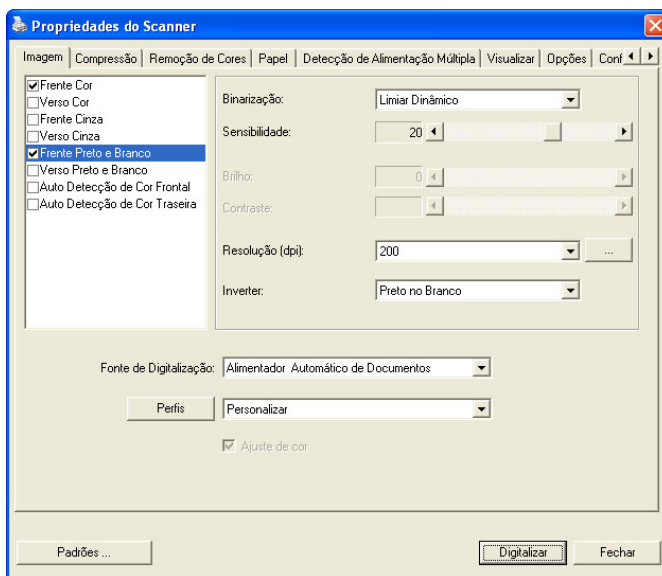 Propriedades do Scanner
Imagem Compressão Remoção de Cores Papel Detecção de Alimentação Múltipla Visualizar Opções Conf
Frente Cor
Verso Cor
Frente Cinza
Verso Cinza
Frente Preto e Branco
Verso Preto e Branco
Auto Detecção de Cor Frontal
Auto Detecção de Cor Traseira
Binarização: Limiar Dinâmico
Sensibilidade: 20
Brilho: 0
Contraste:
Resolução (dpi): 200 ...
Inverter: Preto no Branco
Fonte de Digitalização: Alimentador Automático de Documentos
Perfis Personalizar
Ajuste de cor
Padrões ... Digitalizar Fechar